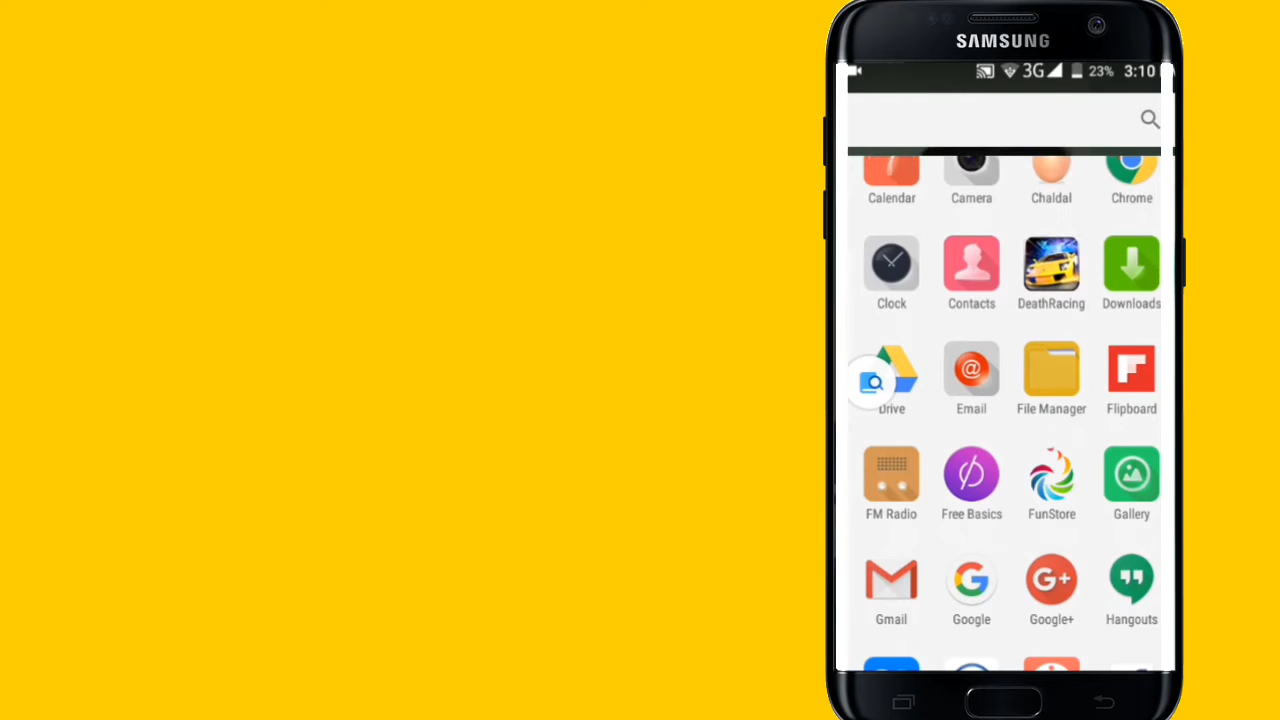 SAMSUNG
3G 23% 3:10
Calendar Camera Chaldal Chrome
Clock Contacts DeathRacing Downloads
Drive Email File Manager Flipboard
FM Radio Free Basics FunStore Gallery
Gmail Google Google+ Hangouts